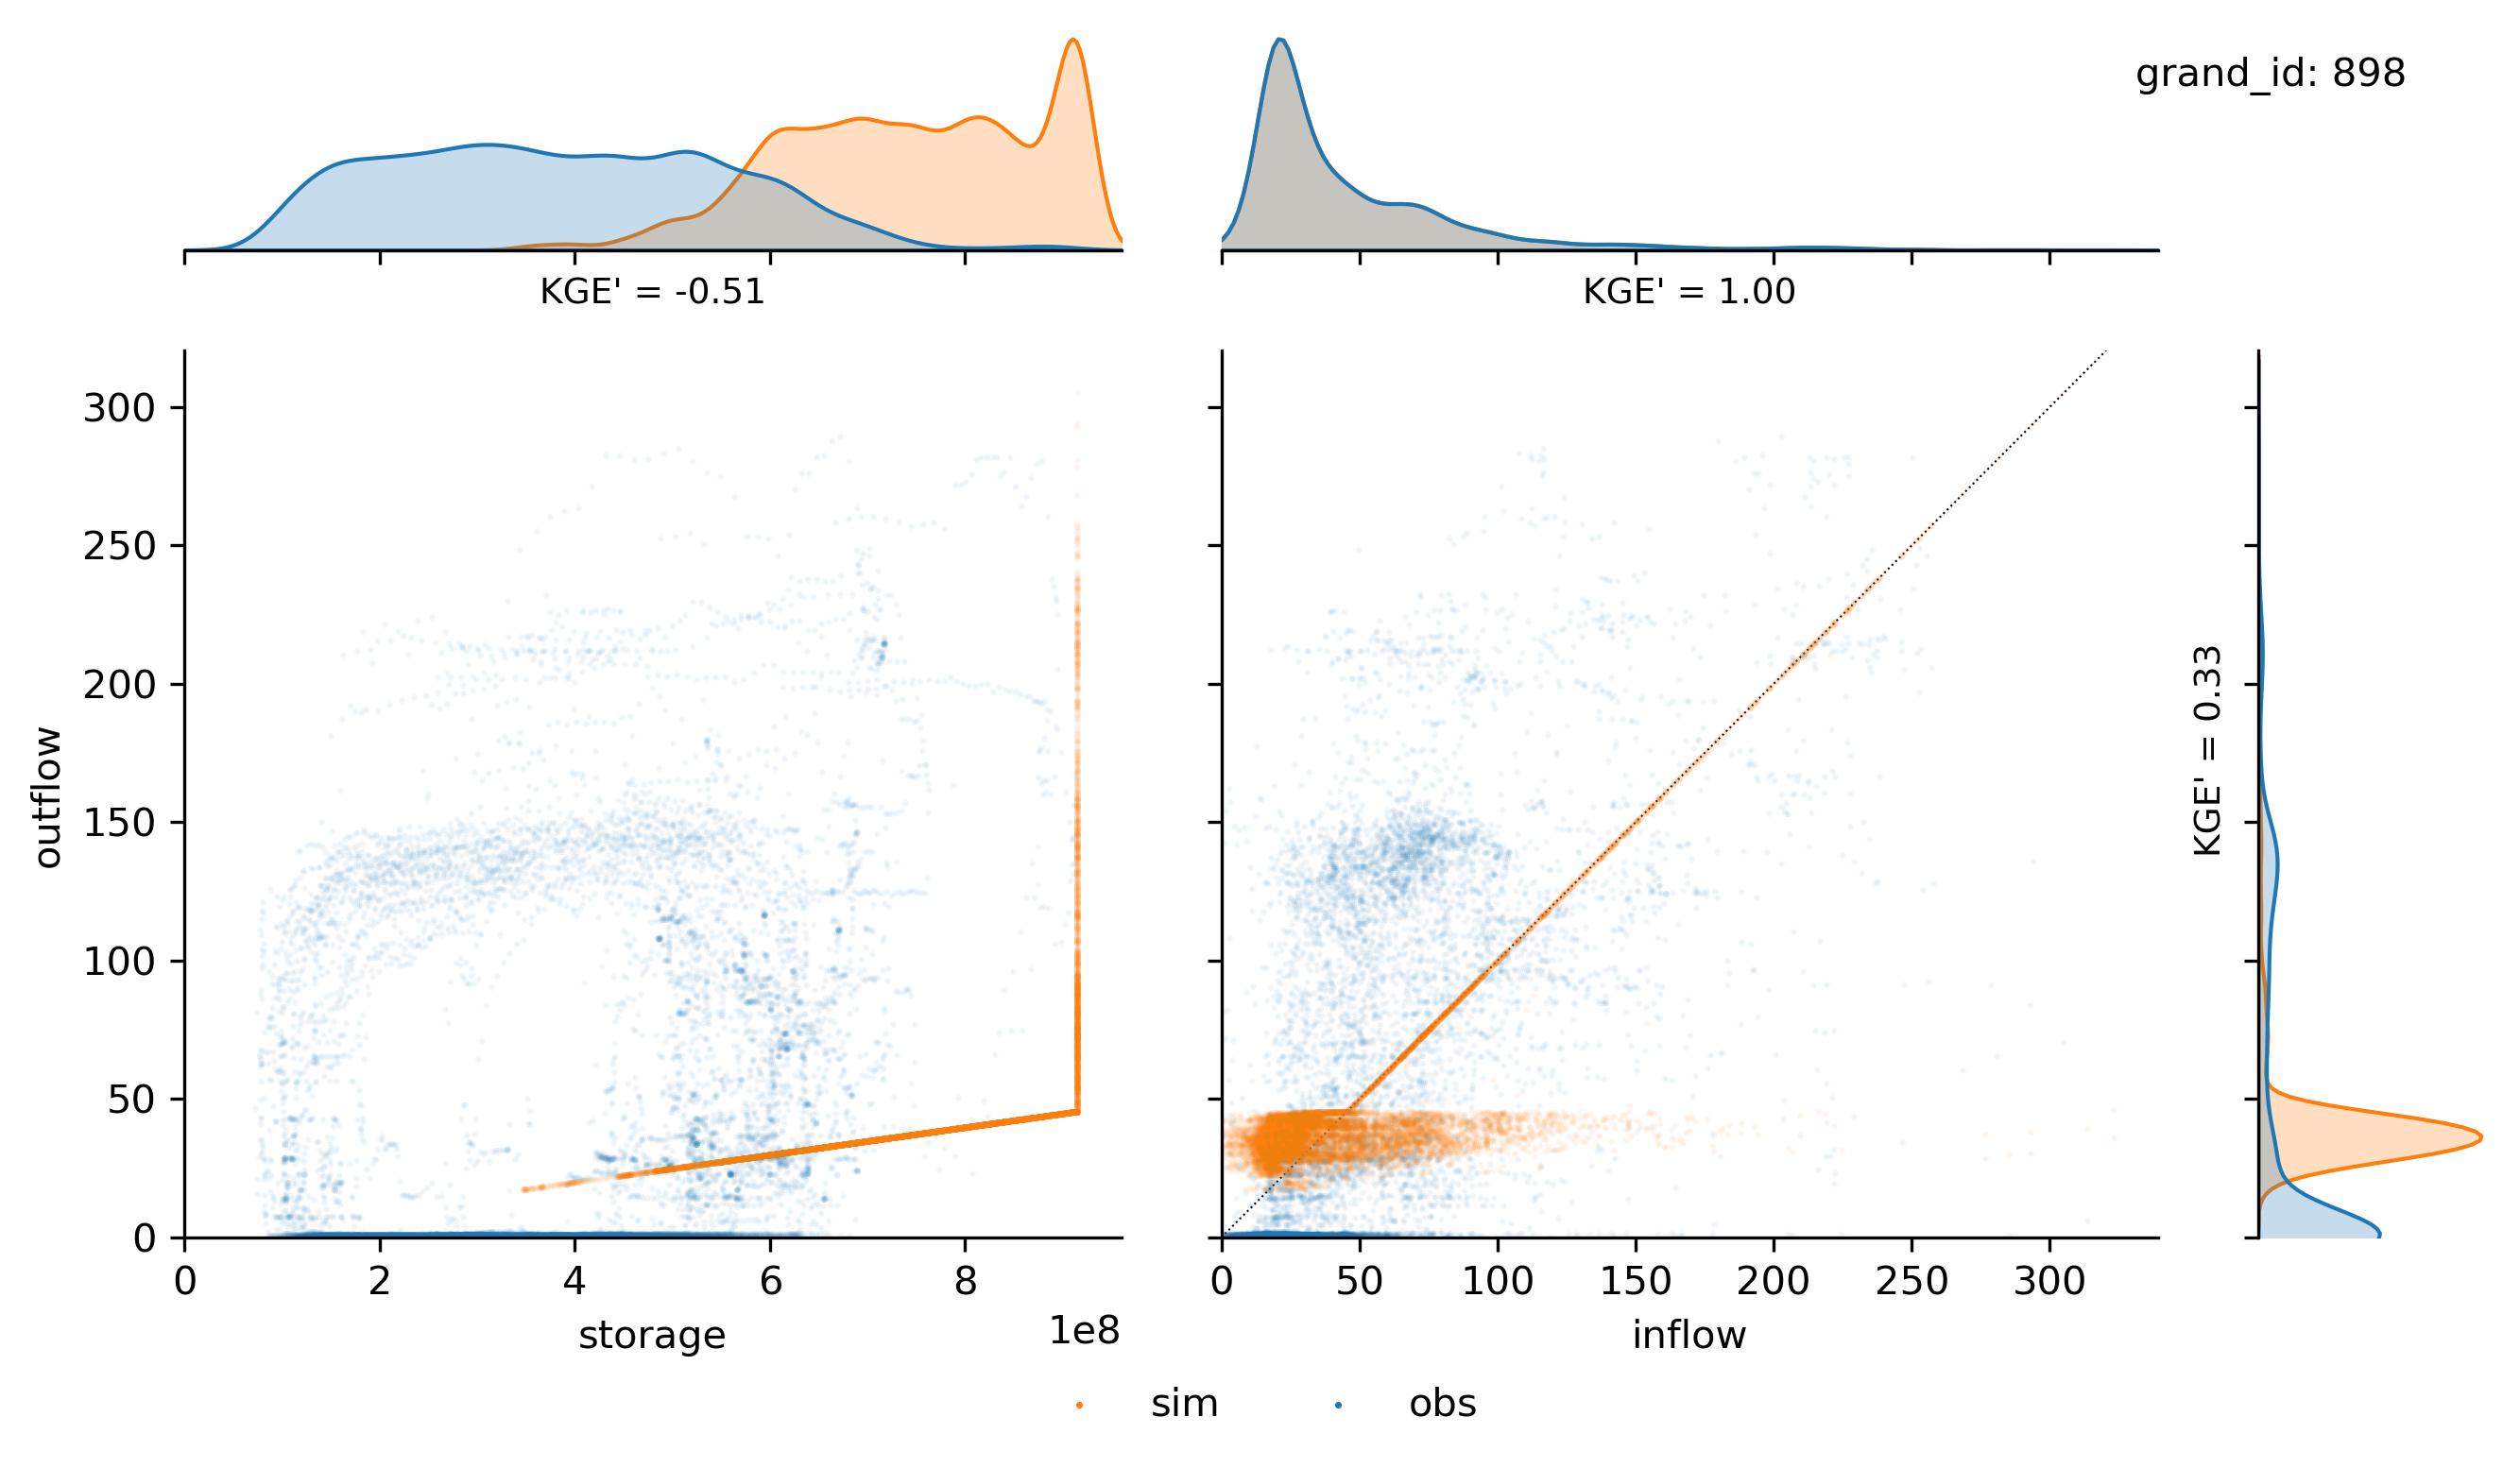 grand_id: 898
KGE' = -0.51
KGE' = 1.00
300
250
200
150
100
50
0
outflow
KGE' = 0.33
0 2 4 6 8
0 50 100 150 200 250 300
1e8
storage
inflow
sim obs